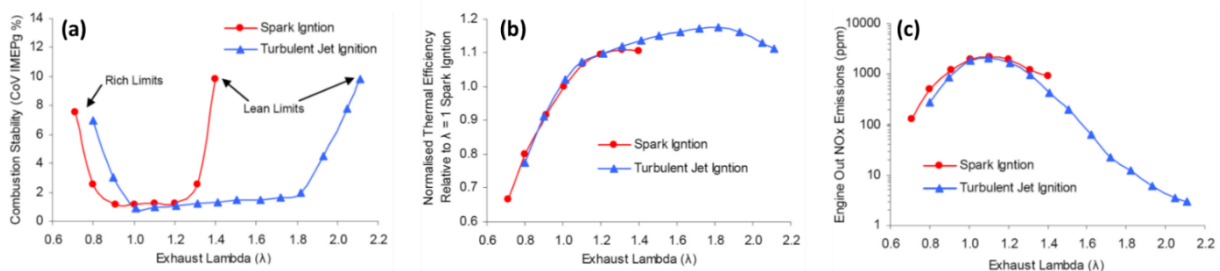 (a)
Combustion Stability (CoV IMEPg %)
14
12
10
8
6
4
2
0
Spark Igntion
Turbulent Jet Ignition
Rich Limits
Lean Limits
0.6 0.8 1.0 1.2 1.4 1.6 1.8 2.0 2.2
Exhaust Lambda (λ)
(b)
Normalised Thermal Efficiency
Relative to λ = 1 Spark Igntion
1.2
1.1
1.0
0.9
0.8
0.7
0.6
Spark Igntion
Turbulent Jet Igntion
0.6 0.8 1.0 1.2 1.4 1.6 1.8 2.0 2.2
Exhaust Lambda (λ)
(c)
Engine Out NOx Emissions (ppm)
10000
1000
100
10
1
Spark Igntion
Turbulent Jet Igntion
0.6 0.8 1.0 1.2 1.4 1.6 1.8 2.0 2.2
Exhaust Lambda (λ)